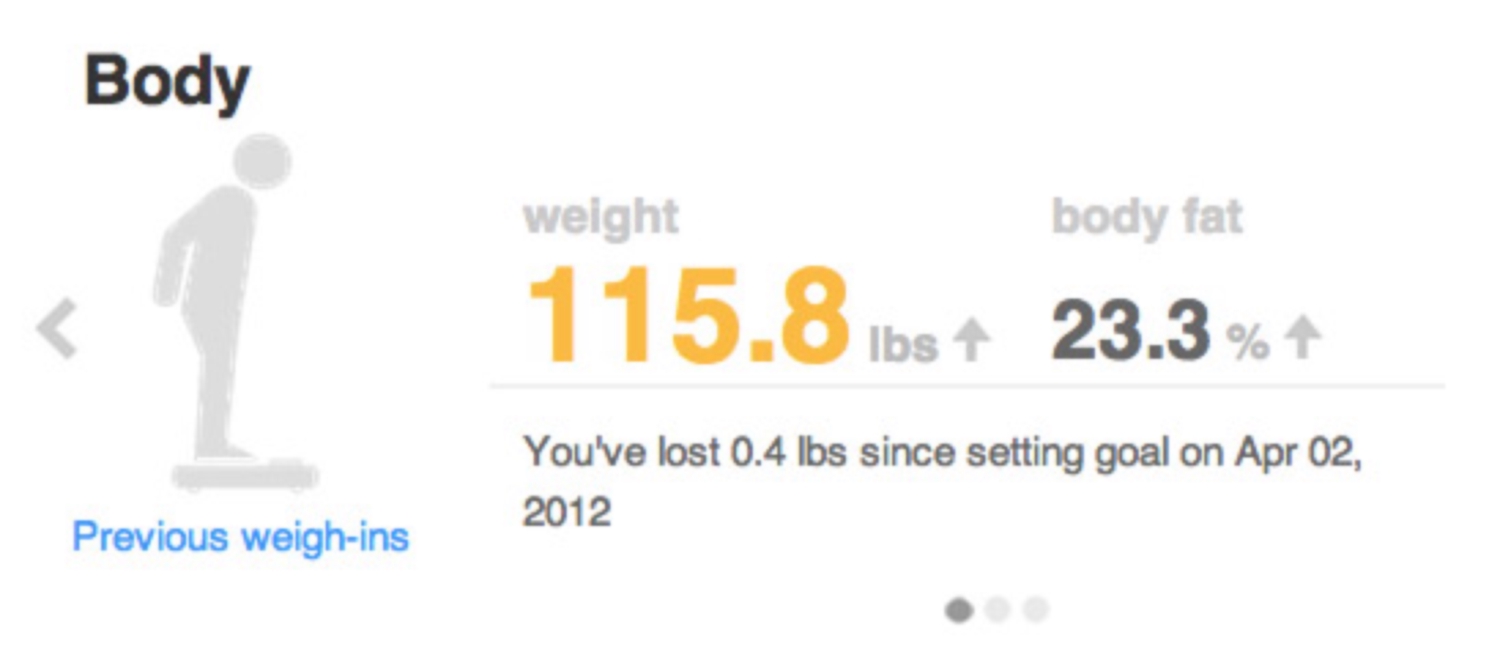 Body
weight
body fat
115.8 lbs
23.3 %
You've lost 0.4 lbs since setting goal on Apr 02,
2012
Previous weigh-ins